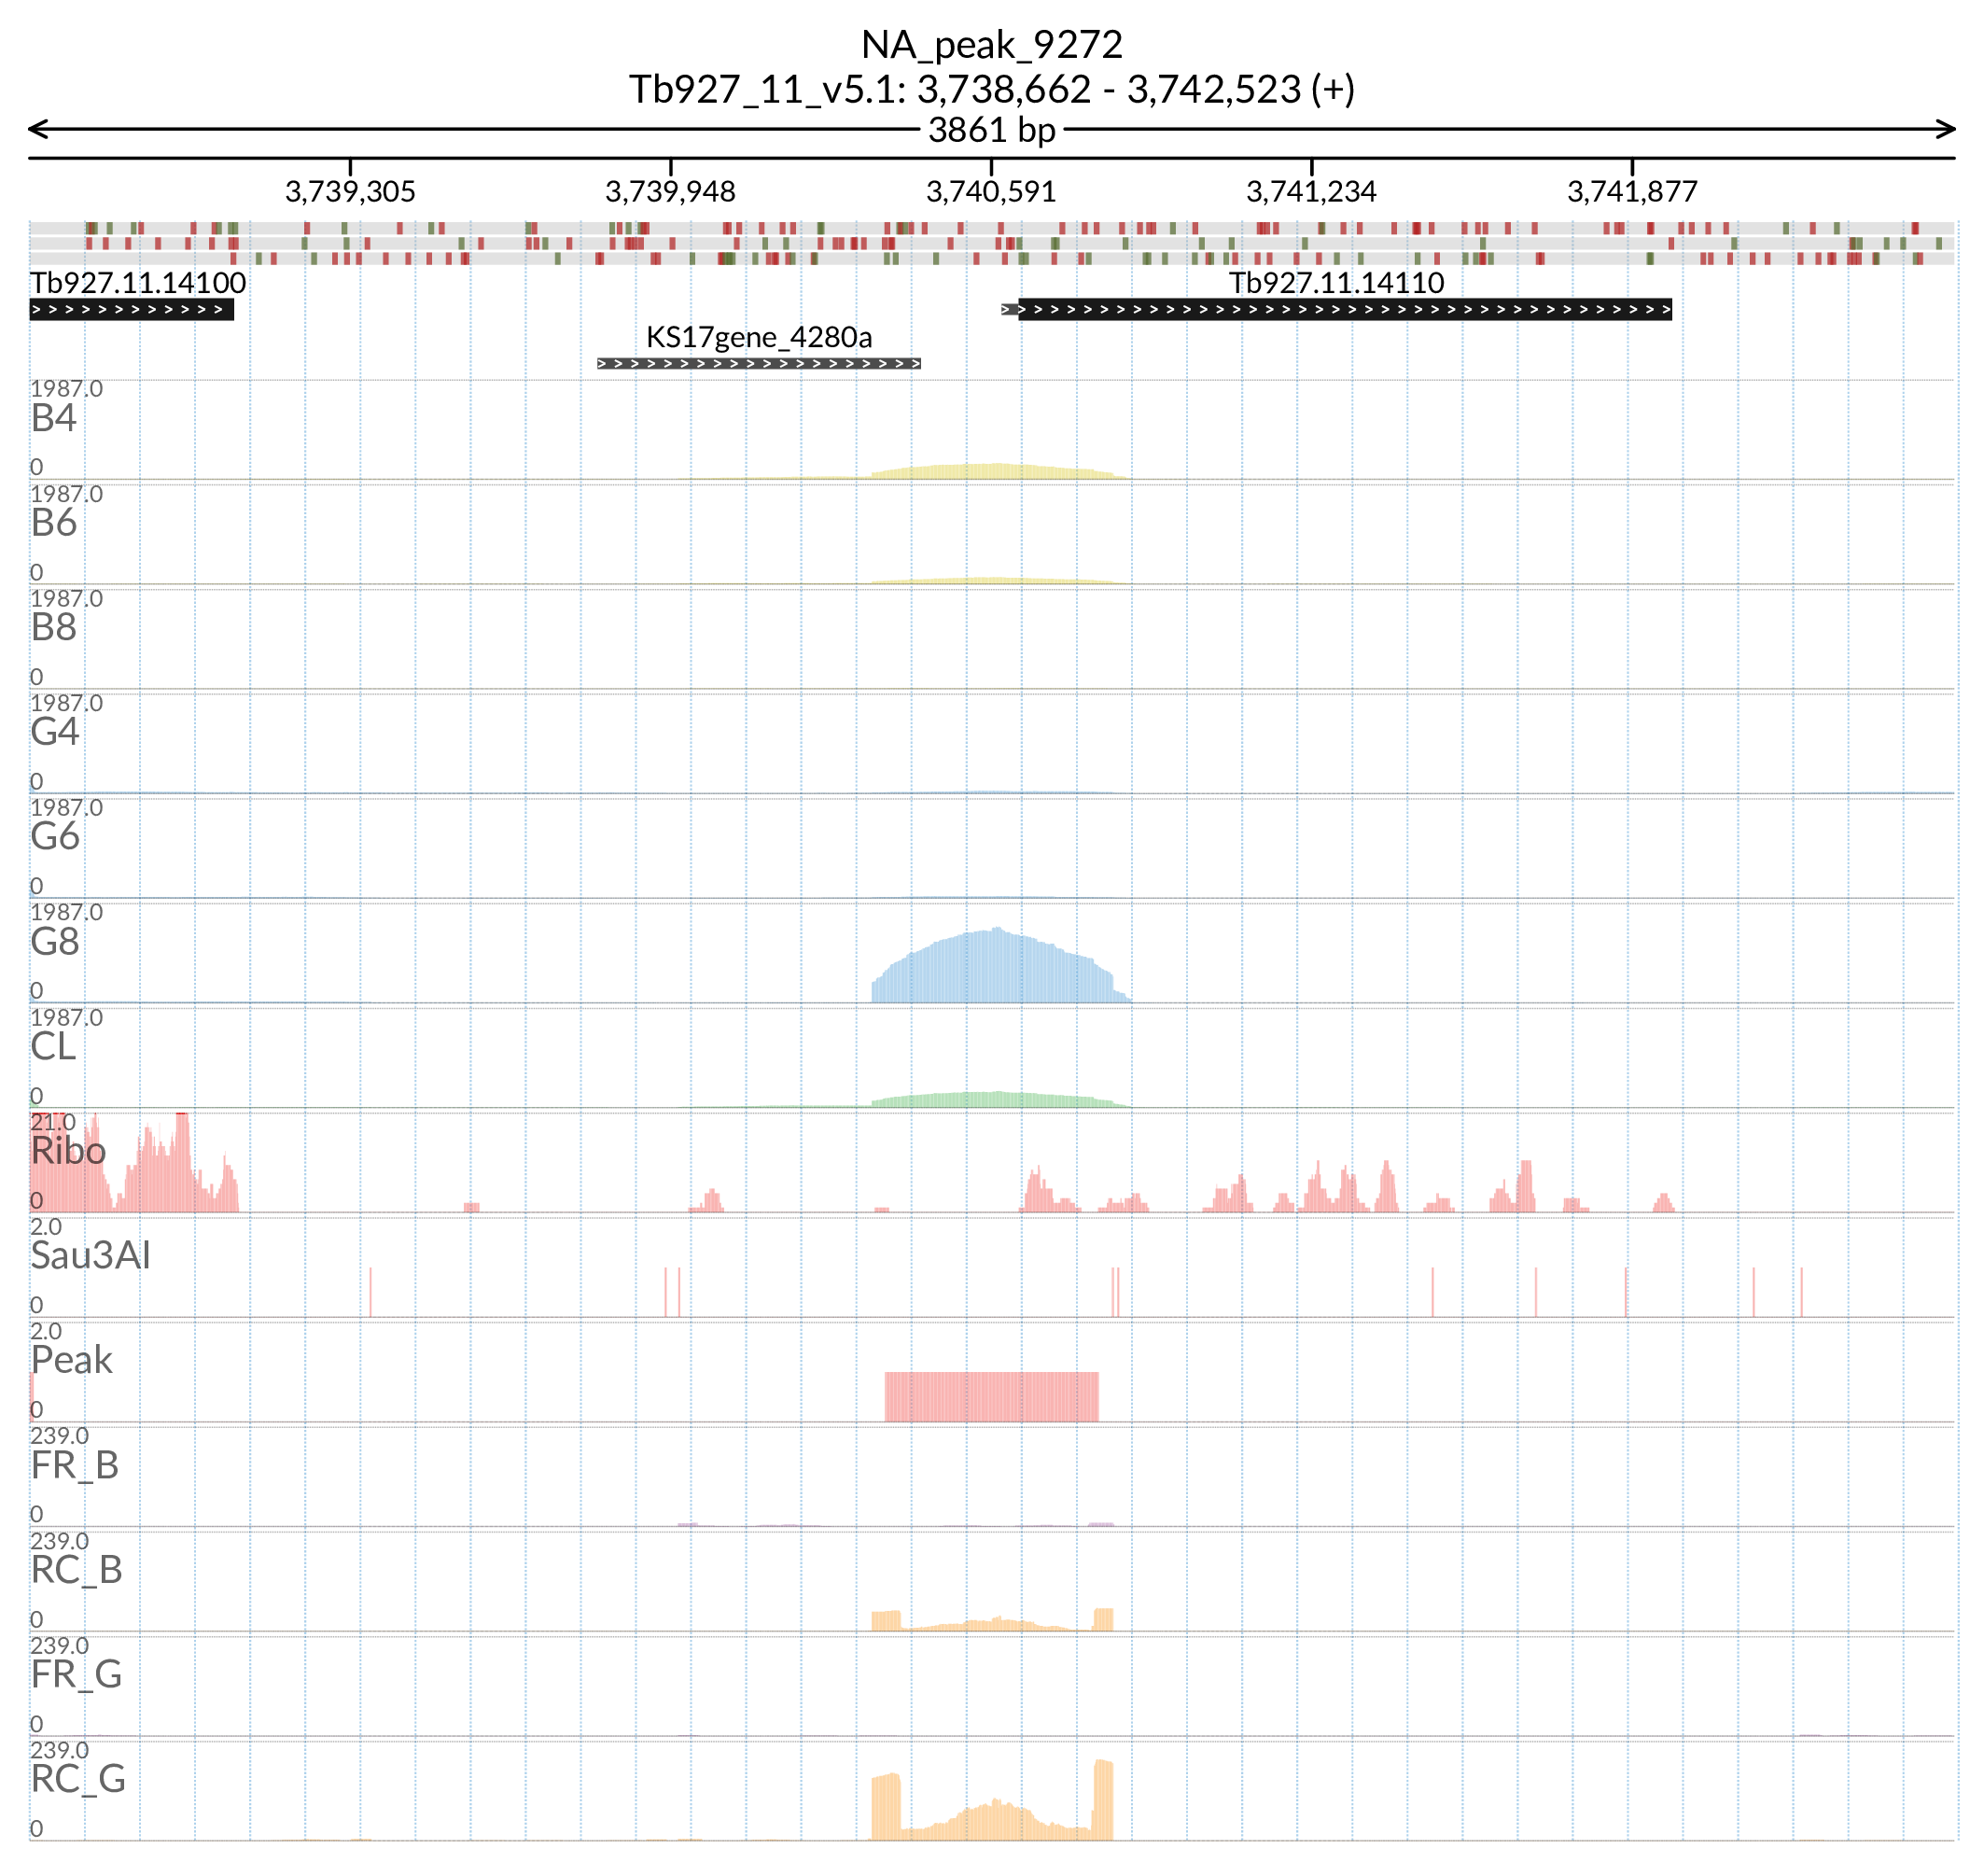 NA_peak_9272
Tb927_11_v5.1: 3,738,662 - 3,742,523 (+)
3861 bp
3,739,305 3,739,948 3,740,591 3,741,234 3,741,877
Tb927.11.14100 Tb927.11.14110
KS17gene_4280a
1987.0
B4
0
1987.0
B6
0
1987.0
B8
0
1987.0
G4
0
1987.0
G6
0
1987.0
G8
0
1987.0
CL
0
21.0
Ribo
0
2.0
Sau3AI
0
2.0
Peak
0
239.0
FR_B
0
239.0
RC_B
0
239.0
FR_G
0
239.0
RC_G
0